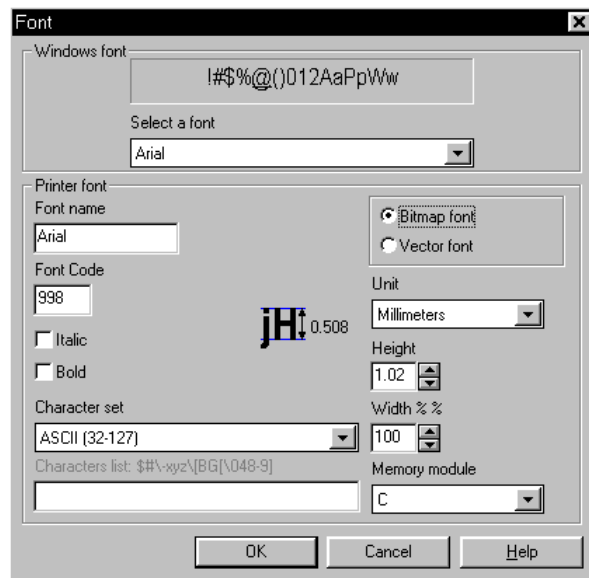 Font
Windows font
!#$%@()012AaPpWw
Select a font
Arial
Printer font
Font name
Arial
Bitmap font
Vector font
Font Code
998
Unit
Millimeters
jH 0.508
Italic
Height
1.02
Bold
Character set
Width % %
ASCII (32-127)
100
Characters list: $#\-xyz\[BG[\048-9]
Memory module
C
OK
Cancel
Help